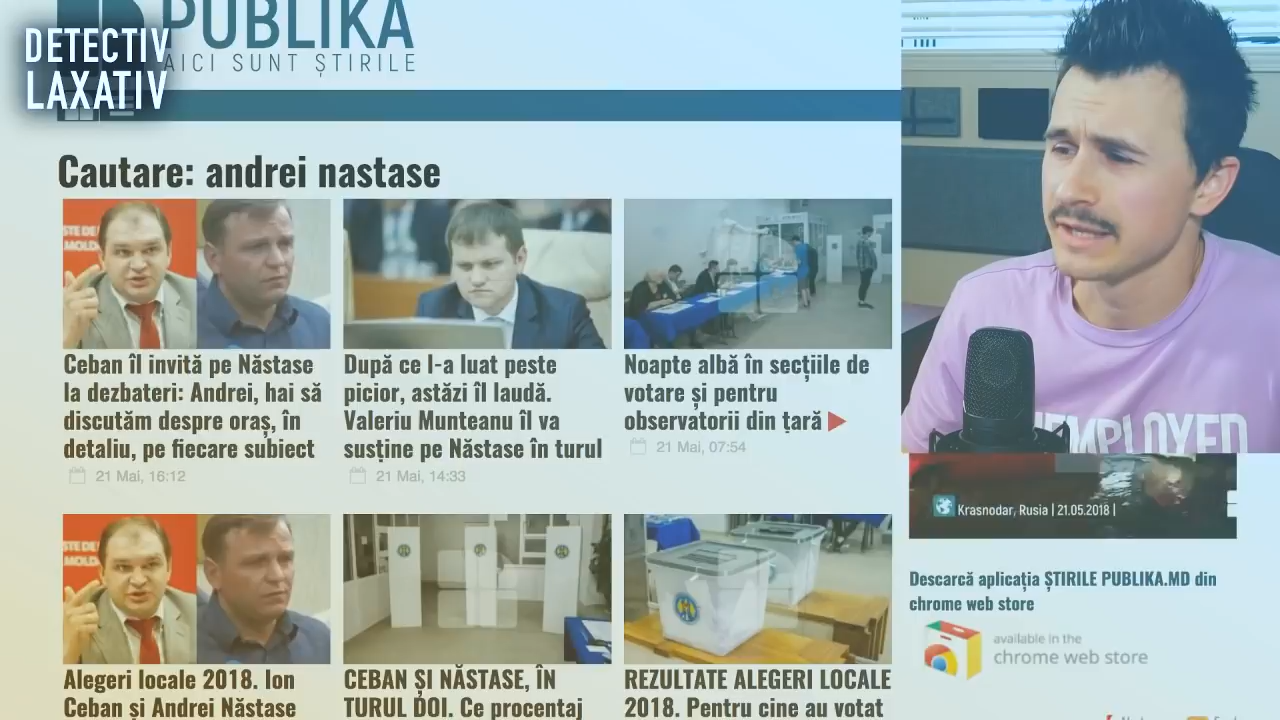 PUBLIKA
AICI SUNT ȘTIRILE
DETECTIV
LAXATIV
Cautare: andrei nastase
Ceban îl invită pe Năstase
la dezbateri: Andrei, hai să
discutăm despre oraș, în
detaliu, pe fiecare subiect
21 Mai, 16:12
După ce l-a luat peste
picior, astăzi îl laudă.
Valeriu Munteanu îl va
susține pe Năstase în turul
21 Mai, 14:33
Noapte albă în secțiile de
votare și pentru
observatorii din țară
21 Mai, 07:54
Alegeri locale 2018. Ion
Ceban și Andrei Năstase
CEBAN ȘI NĂSTASE, ÎN
TURUL DOI. Ce procentaj
REZULTATE ALEGERI LOCALE
2018. Pentru cine au votat
Krasnodar, Rusia | 21.05.2018 |
Descarcă aplicația ȘTIRILE PUBLIKA.MD din
chrome web store
available in the
chrome web store